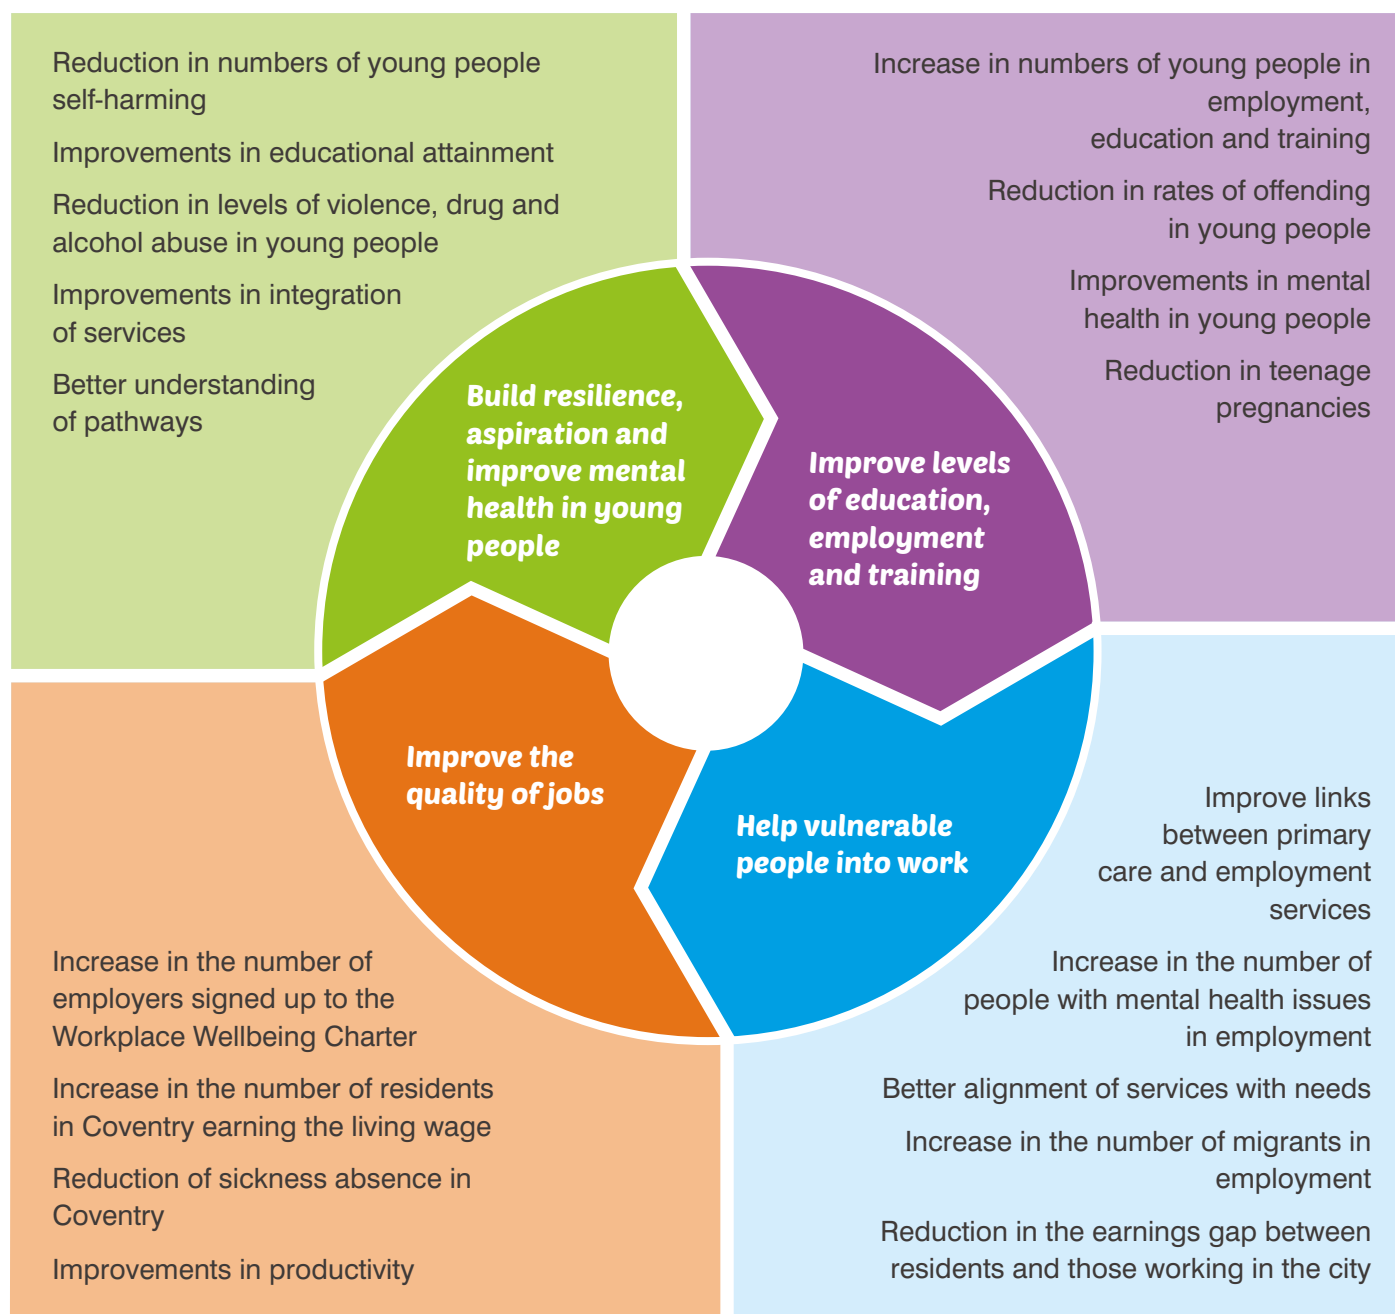 Reduction in numbers of young people
self-harming
Improvements in educational attainment
Reduction in levels of violence, drug and
alcohol abuse in young people
Improvements in integration
of services
Better understanding
of pathways
Increase in numbers of young people in
employment,
education and training
Reduction in rates of offending
in young people
Improvements in mental
health in young people
Reduction in teenage
pregnancies
Build resilience,
aspiration and
improve mental
health in young
people
Improve levels
of education,
employment
and training
Improve the
quality of jobs
Help vulnerable
people into work
Increase in the number of
employers signed up to the
Workplace Wellbeing Charter
Increase in the number of residents
in Coventry earning the living wage
Reduction of sickness absence in
Coventry
Improvements in productivity
Improve links
between primary
care and employment
services
Increase in the number of
people with mental health issues
in employment
Better alignment of services with needs
Increase in the number of migrants in
employment
Reduction in the earnings gap between
residents and those working in the city